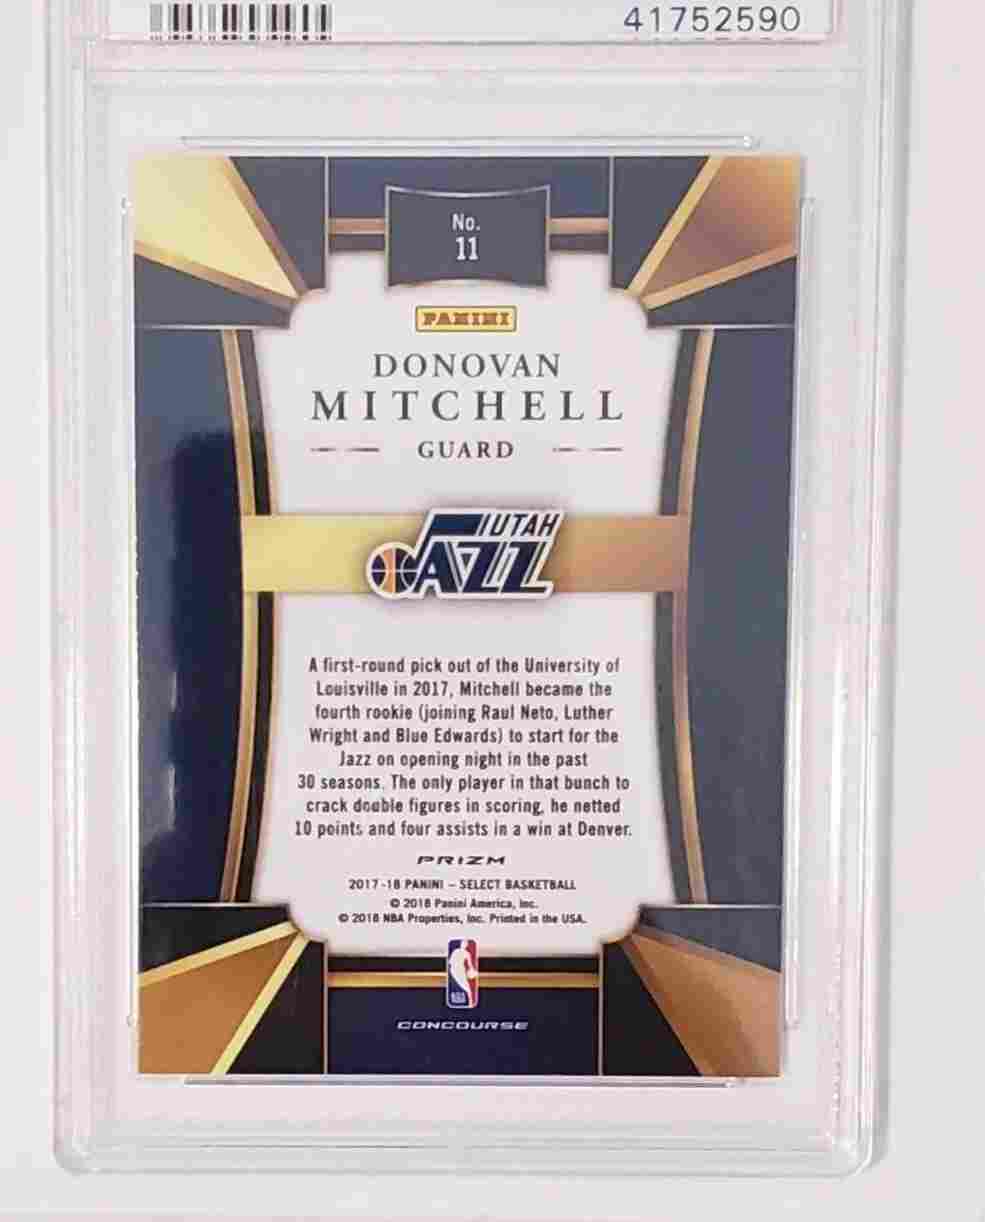 41752590
No.
11
PANINI
DONOVAN
MITCHELL
GUARD
UTAH
JAZZ
A first-round pick out of the University of
Louisville in 2017, Mitchell became the
fourth rookie (joining Raul Neto, Luther
Wright and Blue Edwards) to start for the
Jazz on opening night in the past
30 seasons. The only player in that bunch to
crack double figures in scoring, he netted
10 points and four assists in a win at Denver.
PRIZM
2017-18 PANINI – SELECT BASKETBALL
© 2018 Panini America, Inc.
© 2018 NBA Properties, Inc. Printed in the USA.
NBA
CONCOURSE